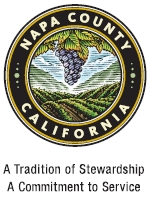 NAPA COUNTY
CALIFORNIA
A Tradition of Stewardship
A Commitment to Service